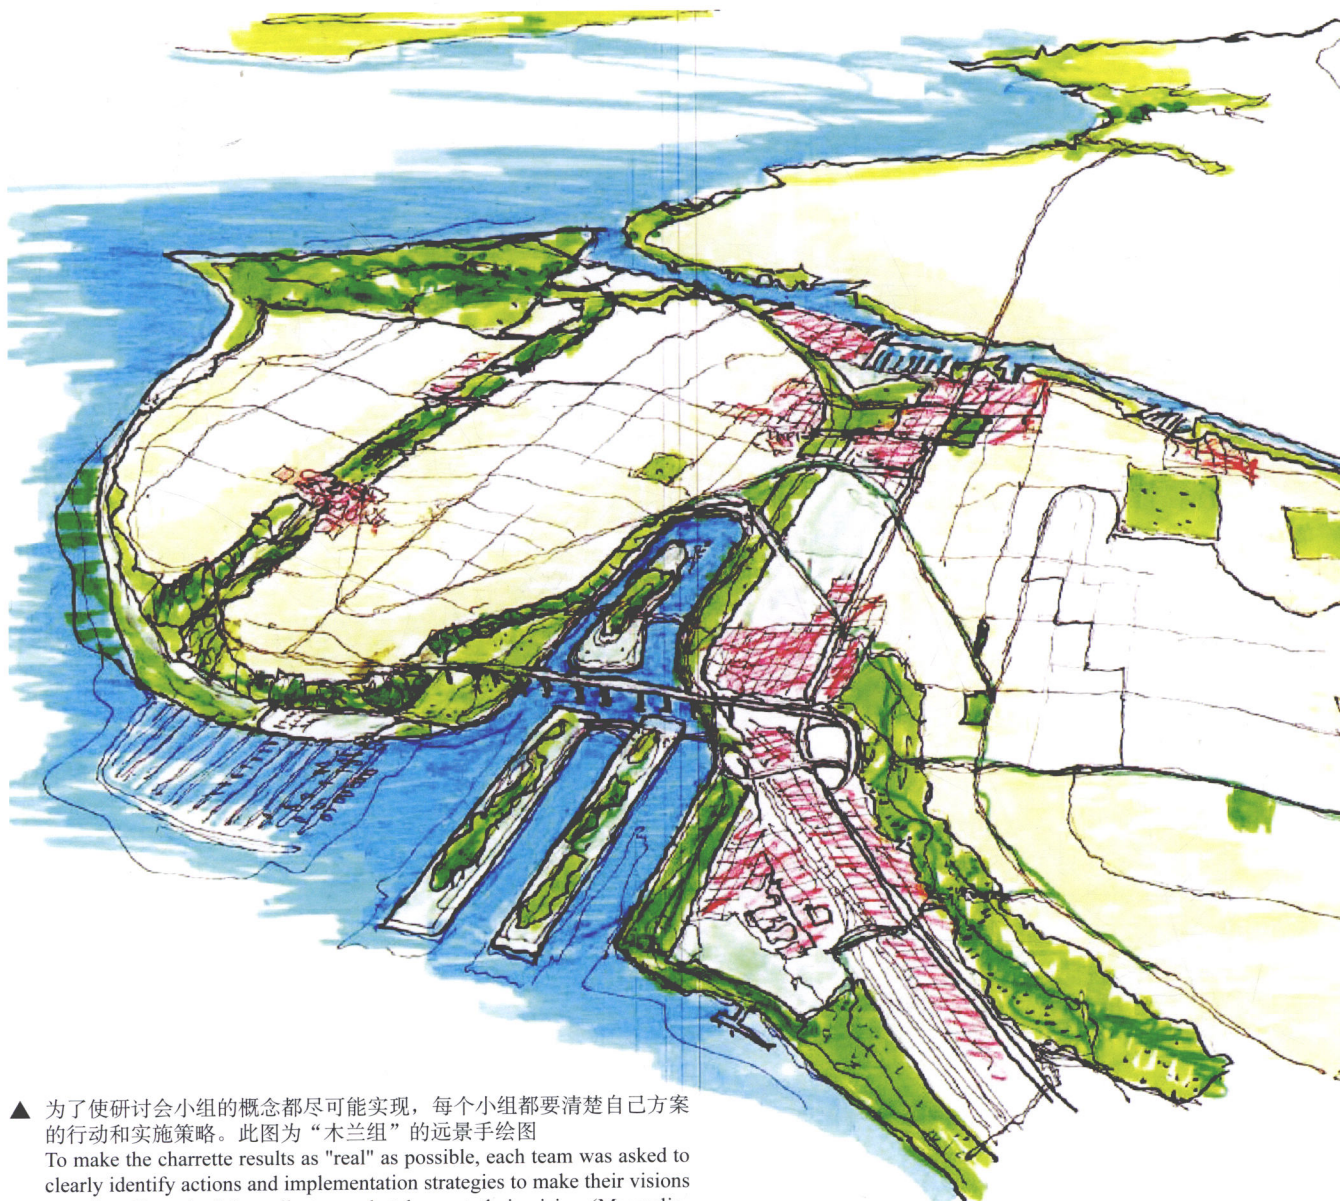 ▲ 为了使研讨会小组的概念都尽可能实现，每个小组都要清楚自己方案
的行动和实施策略。此图为“木兰组”的远景手绘图
To make the charrette results as "real" as possible, each team was asked to
clearly identify actions and implementation strategies to make their visions